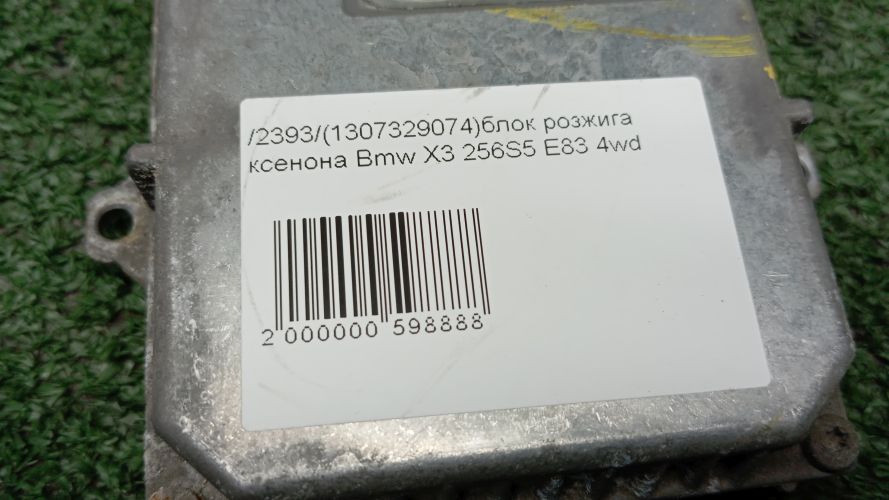 /2393/(1307329074)блок розжига
ксенона Bmw X3 256S5 E83 4wd
2 000000 598888